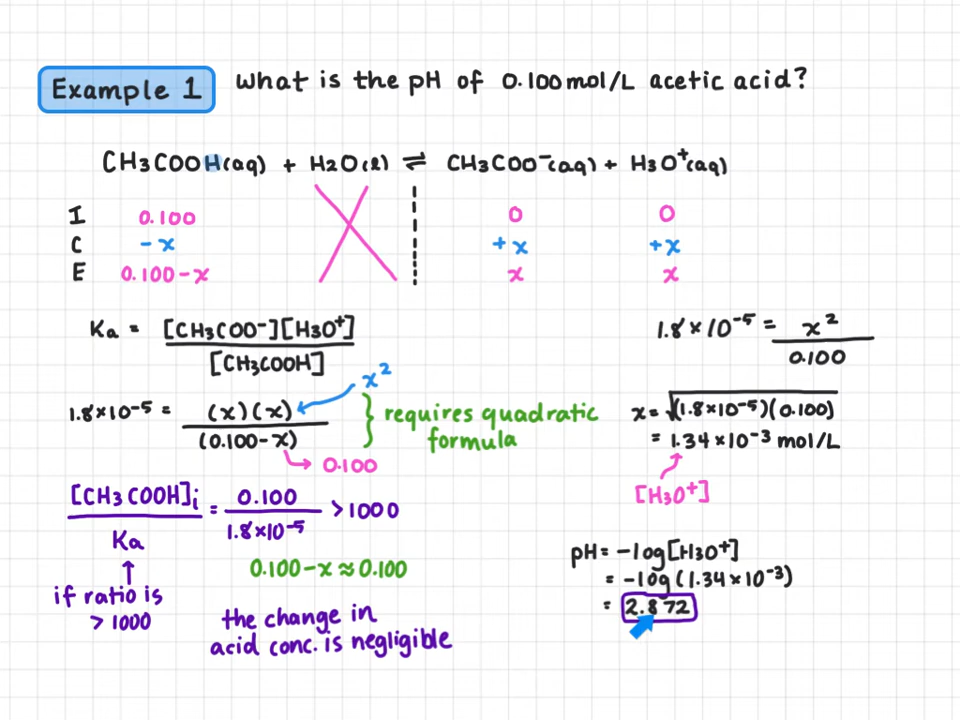 Example 1 What is the pH of 0.100 mol/L acetic acid?
CH3COOH(aq) + H2O(l) ⇌ CH3COO⁻(aq) + H3O⁺(aq)
I 0.100 0 0
C -x +x +x
E 0.100-x x x
Ka = [CH3COO⁻][H3O⁺]
[CH3COOH]
x²
1.8×10⁻⁵ = (x)(x)
(0.100-x)
0.100
requires quadratic
formula
[CH3COOH]i = 0.100 > 1000
Ka 1.8×10⁻⁵
if ratio is
> 1000
0.100-x ≈ 0.100
the change in
acid conc. is negligible
1.8×10⁻⁵ = x²
0.100
x = √(1.8×10⁻⁵)(0.100)
= 1.34×10⁻³ mol/L
[H3O⁺]
pH = -log[H3O⁺]
= -log(1.34×10⁻³)
= 2.872